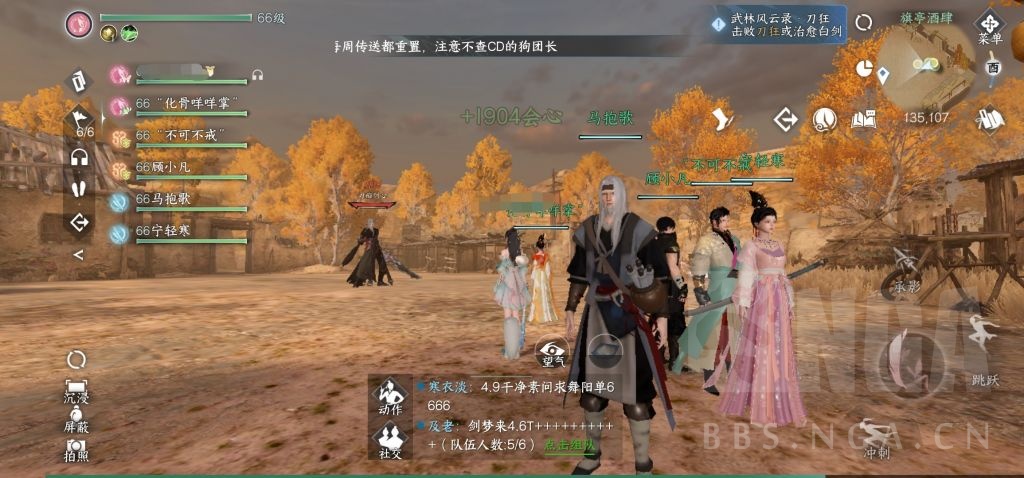 66级
事周传送都重置，注意不查CD的狗团长
武林风云录·刀狂
击败刀狂或治愈白剑
旗亭酒肆
菜单
酉
135,107
66“化骨咩咩掌”
66“不可不戒”
66顾小凡
66马抱歌
66宁轻寒
6/6
+1904会心
马抱歌
不可不戒
宁轻寒
顾小凡
承影
跳跃
冲刺
望气
沉浸
屏蔽
拍照
动作
社交
寒衣淡：4.9千净素问求舞阳单6
666
及老：剑梦来4.6T+++++++++
+（队伍人数:5/6）点击组队
BBS.NGA.CN
NGA